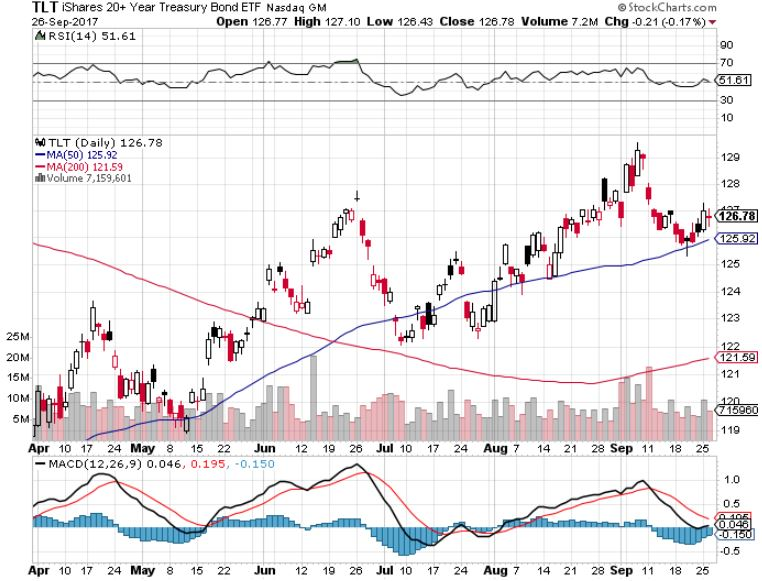 TLT iShares 20+ Year Treasury Bond ETF Nasdaq GM © StockCharts.com
26-Sep-2017 Open 126.77 High 127.10 Low 126.43 Close 126.78 Volume 7.2M Chg -0.21 (-0.17%)
RSI(14) 51.61
90
70
51.61
30
10
TLT (Daily) 126.78
MA(50) 125.92
MA(200) 121.59
Volume 7,159,601
129
128
127
126.78
125.92
125
124
123
122
121.59
121
120
715960
119
25M
20M
15M
10M
5M
Apr 10 17 24 May 8 15 22 Jun 12 19 26 Jul 10 17 24 Aug 7 14 21 28 Sep 11 18 25
MACD(12,26,9) 0.046, 0.195, -0.150
1.0
0.5
0.195
0.046
-0.150
-0.5
Apr 10 17 24 May 8 15 22 Jun 12 19 26 Jul 10 17 24 Aug 7 14 21 28 Sep 11 18 25